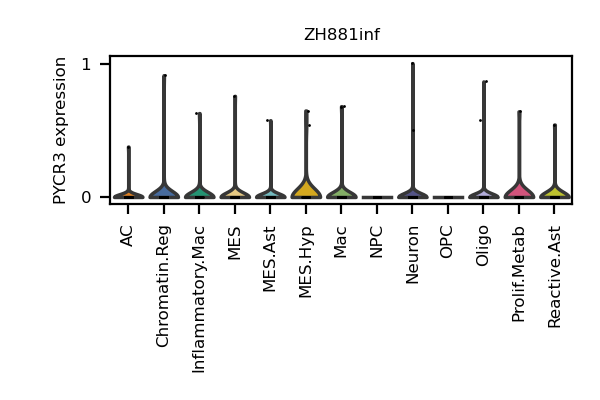 ZH881inf
PYCR3 expression
1
0
AC
Chromatin.Reg
Inflammatory.Mac
MES
MES.Ast
MES.Hyp
Mac
NPC
Neuron
OPC
Oligo
Prolif.Metab
Reactive.Ast